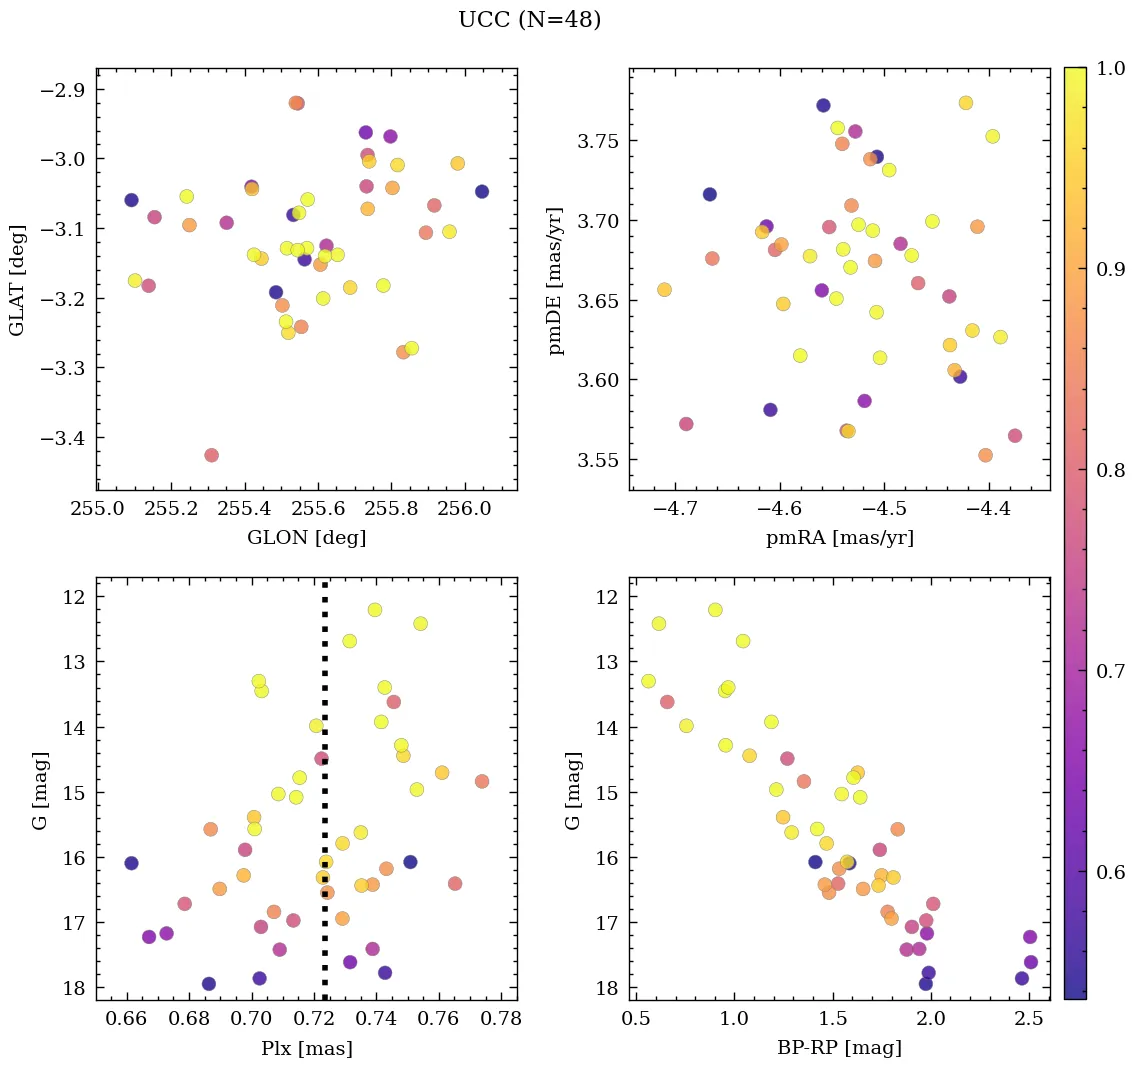 UCC (N=48)
−2.9
−3.0
−3.1
−3.2
−3.3
−3.4
GLAT [deg]
255.0 255.2 255.4 255.6 255.8 256.0
GLON [deg]
3.75
3.70
3.65
3.60
3.55
pmDE [mas/yr]
−4.7 −4.6 −4.5 −4.4
pmRA [mas/yr]
1.0
0.9
0.8
0.7
0.6
12
13
14
15
16
17
18
G [mag]
0.66 0.68 0.70 0.72 0.74 0.76 0.78
Plx [mas]
12
13
14
15
16
17
18
G [mag]
0.5 1.0 1.5 2.0 2.5
BP-RP [mag]